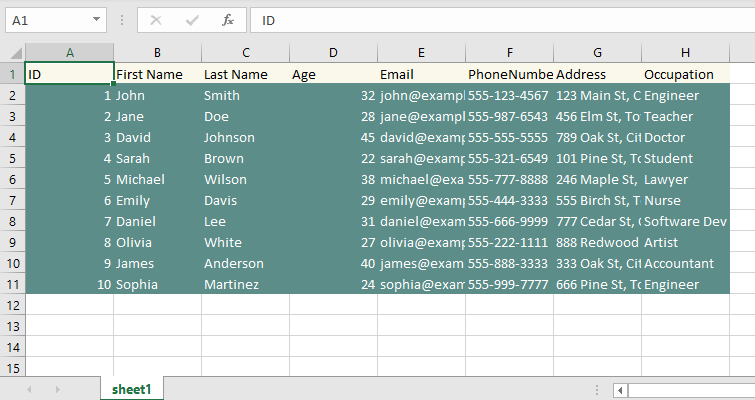 A1 fx ID
A B C D E F G H
1 ID First Name Last Name Age Email PhoneNumbe Address Occupation
2 1 John Smith 32 john@exampl 555-123-4567 123 Main St, C Engineer
3 2 Jane Doe 28 jane@exampl 555-987-6543 456 Elm St, To Teacher
4 3 David Johnson 45 david@examp 555-555-5555 789 Oak St, Cit Doctor
5 4 Sarah Brown 22 sarah@examp 555-321-6549 101 Pine St, To Student
6 5 Michael Wilson 38 michael@exa 555-777-8888 246 Maple St, Lawyer
7 6 Emily Davis 29 emily@examp 555-444-3333 555 Birch St, T Nurse
8 7 Daniel Lee 31 daniel@exam 555-666-9999 777 Cedar St, C Software Dev
9 8 Olivia White 27 olivia@examp 555-222-1111 888 Redwood Artist
10 9 James Anderson 40 james@exam 555-888-3333 333 Oak St, Cit Accountant
11 10 Sophia Martinez 24 sophia@exam 555-999-7777 666 Pine St, To Engineer
12
13
14
15
sheet1